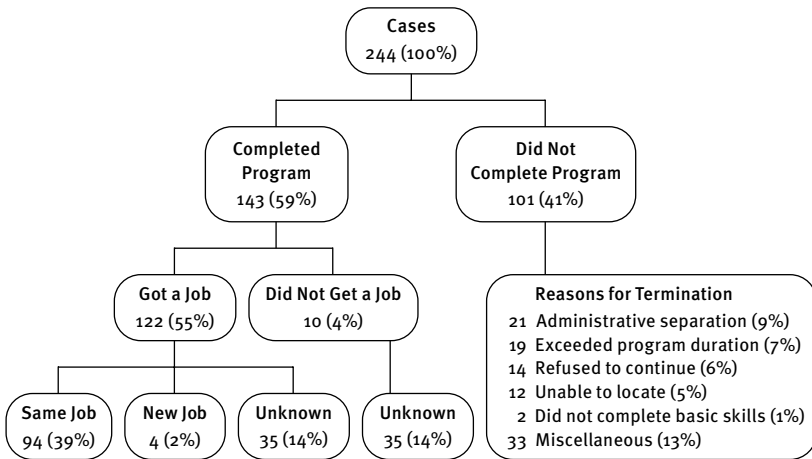 Cases
244 (100%)
Completed
Program
143 (59%)
Did Not
Complete Program
101 (41%)
Got a Job
122 (55%)
Did Not Get a Job
10 (4%)
Same Job
94 (39%)
New Job
4 (2%)
Unknown
35 (14%)
Unknown
35 (14%)
Reasons for Termination
21 Administrative separation (9%)
19 Exceeded program duration (7%)
14 Refused to continue (6%)
12 Unable to locate (5%)
2 Did not complete basic skills (1%)
33 Miscellaneous (13%)